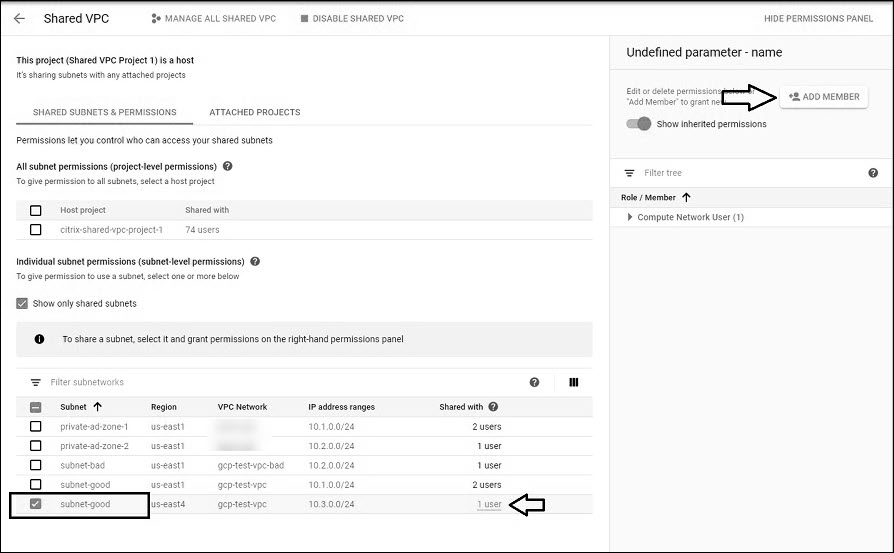 Shared VPC
MANAGE ALL SHARED VPC
DISABLE SHARED VPC
HIDE PERMISSIONS PANEL
This project (Shared VPC Project 1) is a host
It's sharing subnets with any attached projects
SHARED SUBNETS & PERMISSIONS
ATTACHED PROJECTS
Permissions let you control who can access your shared subnets
All subnet permissions (project-level permissions)
To give permission to all subnets, select a host project
Host project Shared with
citrix-shared-vpc-project-1 74 users
Individual subnet permissions (subnet-level permissions)
To give permission to use a subnet, select one or more below
Show only shared subnets
To share a subnet, select it and grant permissions on the right-hand permissions panel
Filter subnetworks
Subnet Region VPC Network IP address ranges Shared with
private-ad-zone-1 us-east1 10.1.0.0/24 2 users
private-ad-zone-2 us-east1 10.2.0.0/24 1 user
subnet-bad us-east1 gcp-test-vpc-bad 10.2.0.0/24 1 user
subnet-good us-east1 gcp-test-vpc 10.1.0.0/24 2 users
subnet-good us-east4 gcp-test-vpc 10.3.0.0/24 1 user
Undefined parameter - name
Edit or delete permissions below or
"Add Member" to grant
ADD MEMBER
Show inherited permissions
Filter tree
Role / Member
Compute Network User (1)